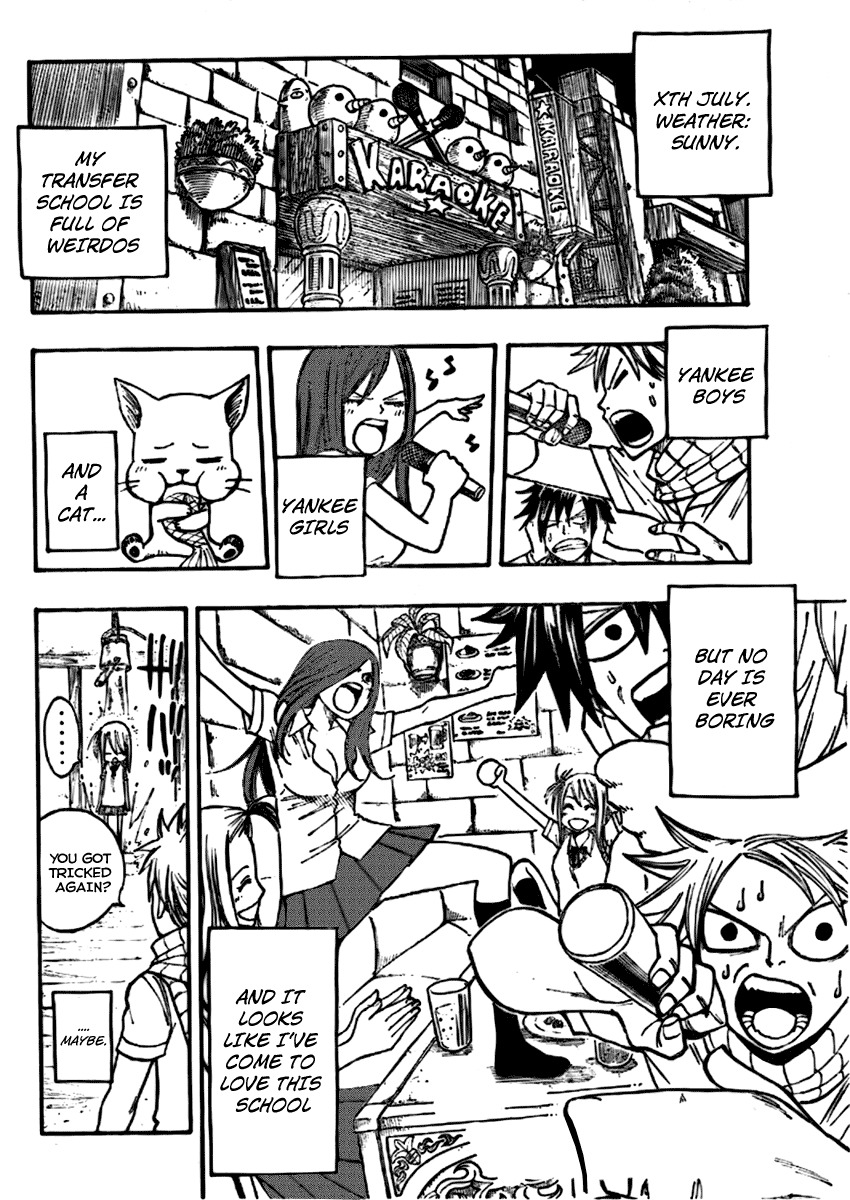 XTH JULY.
WEATHER:
SUNNY.
KARAOKE
KARAOKE
MY
TRANSFER
SCHOOL IS
FULL OF
WEIRDOS
YANKEE
BOYS
YANKEE
GIRLS
AND
A
CAT...
BUT NO
DAY IS
EVER
BORING
AND IT
LOOKS
LIKE I'VE
COME TO
LOVE THIS
SCHOOL
.....
YOU GOT
TRICKED
AGAIN?
....
MAYBE.